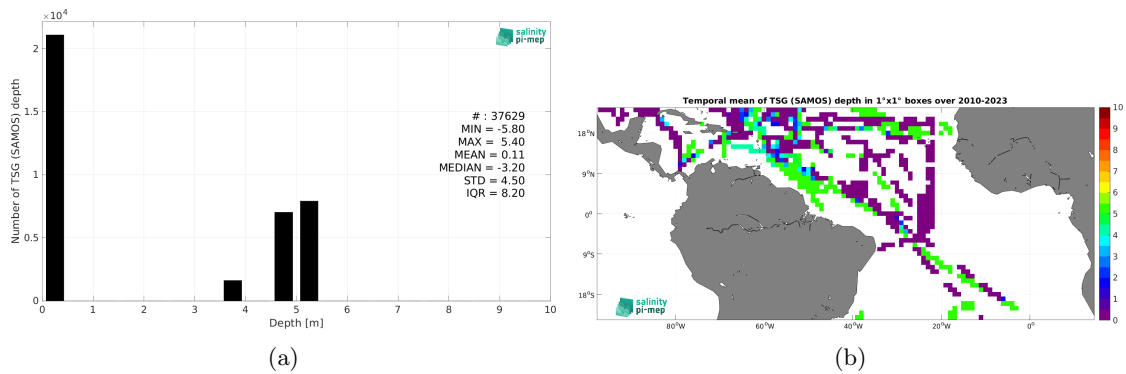 ×10⁴
2
1.5
1
0.5
0
Number of TSG (SAMOS) depth
salinity
pi-mep
# : 37629
MIN = -5.80
MAX = 5.40
MEAN = 0.11
MEDIAN = -3.20
STD = 4.50
IQR = 8.20
0 1 2 3 4 5 6 7 8 9 10
Depth [m]
(a)
Temporal mean of TSG (SAMOS) depth in 1°x1° boxes over 2010-2023
18°N
9°N
0°
9°S
18°S
salinity
pi-mep
80°W 60°W 40°W 20°W 0°
10
9
8
7
6
5
4
3
2
1
0
(b)